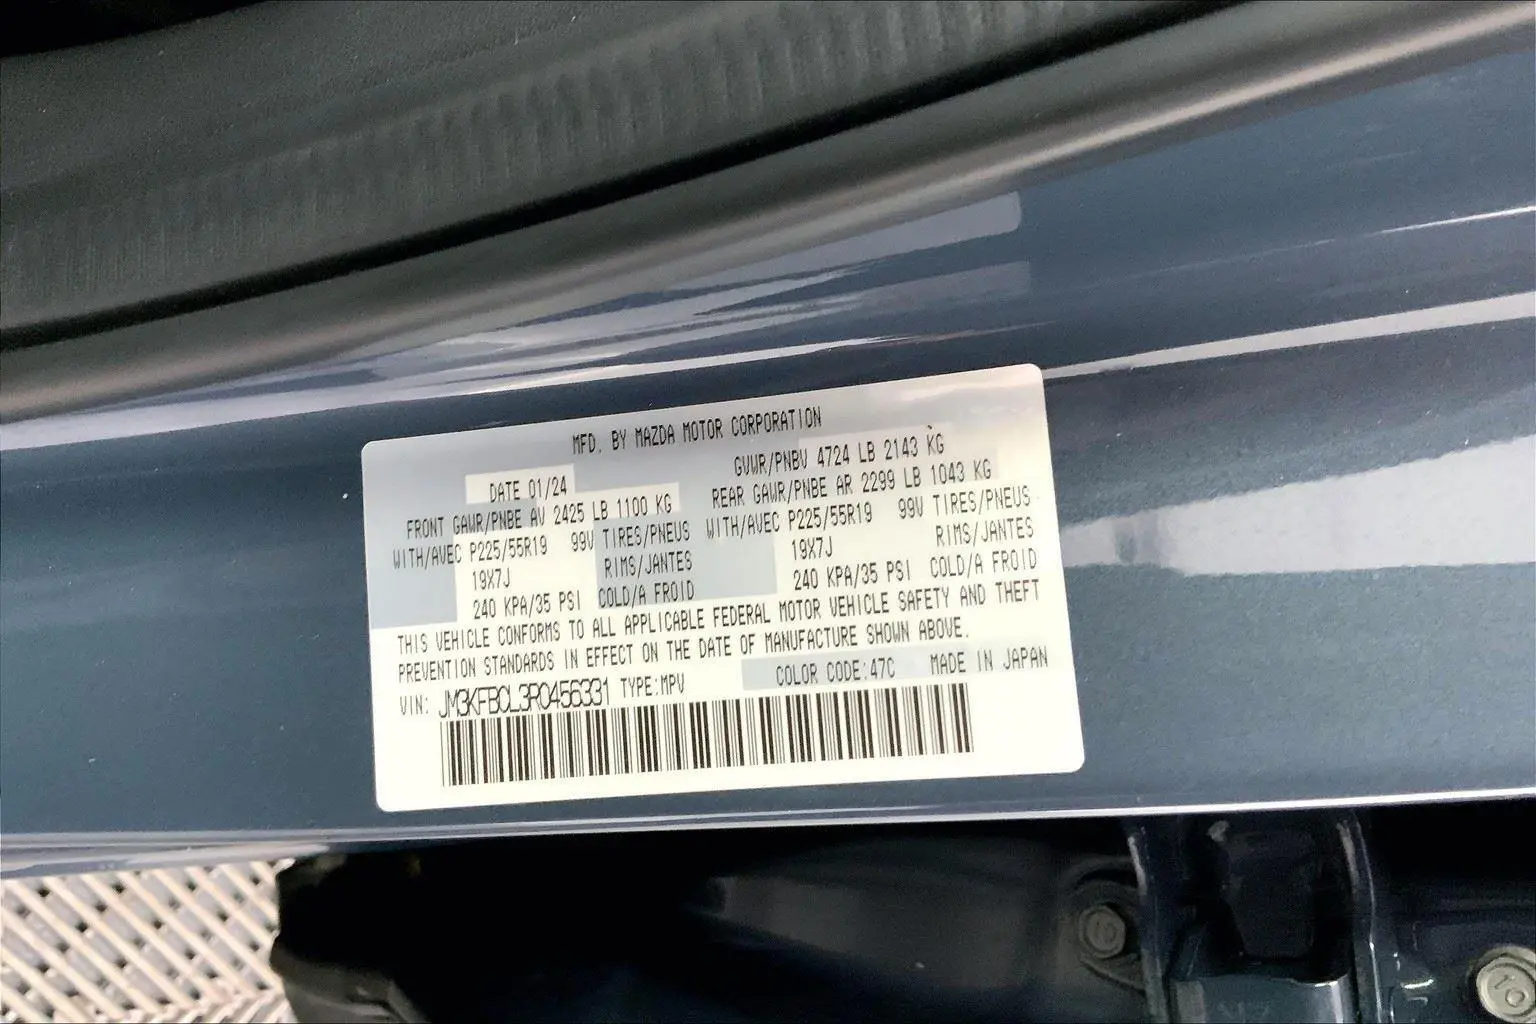 MFD. BY MAZDA MOTOR CORPORATION
DATE 01/24
GVWR/PNBV 4724 LB 2143 KG
FRONT GAWR/PNBE AV 2425 LB 1100 KG
REAR GAWR/PNBE AR 2299 LB 1043 KG
WITH/AVEC P225/55R19 99V TIRES/PNEUS
WITH/AVEC P225/55R19 99V TIRES/PNEUS
19X7J RIMS/JANTES
19X7J RIMS/JANTES
240 KPA/35 PSI COLD/A FROID
240 KPA/35 PSI COLD/A FROID
THIS VEHICLE CONFORMS TO ALL APPLICABLE FEDERAL MOTOR VEHICLE SAFETY AND THEFT
PREVENTION STANDARDS IN EFFECT ON THE DATE OF MANUFACTURE SHOWN ABOVE.
COLOR CODE:47C MADE IN JAPAN
VIN: JM3KFBCL3R0456331 TYPE:MPV
10
10